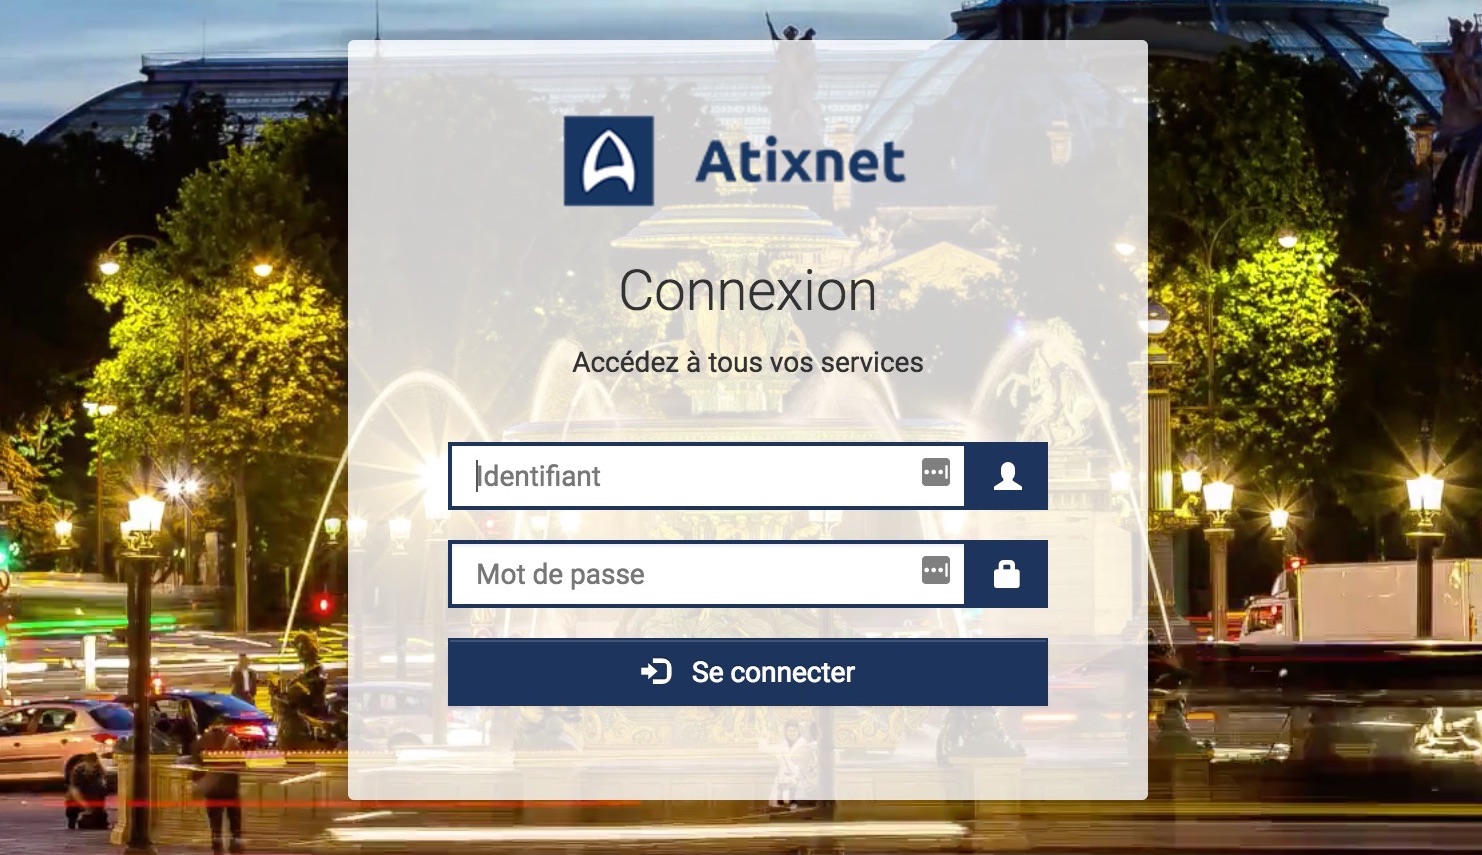 Atixnet
Connexion
Accédez à tous vos services
Identifiant
Mot de passe
Se connecter